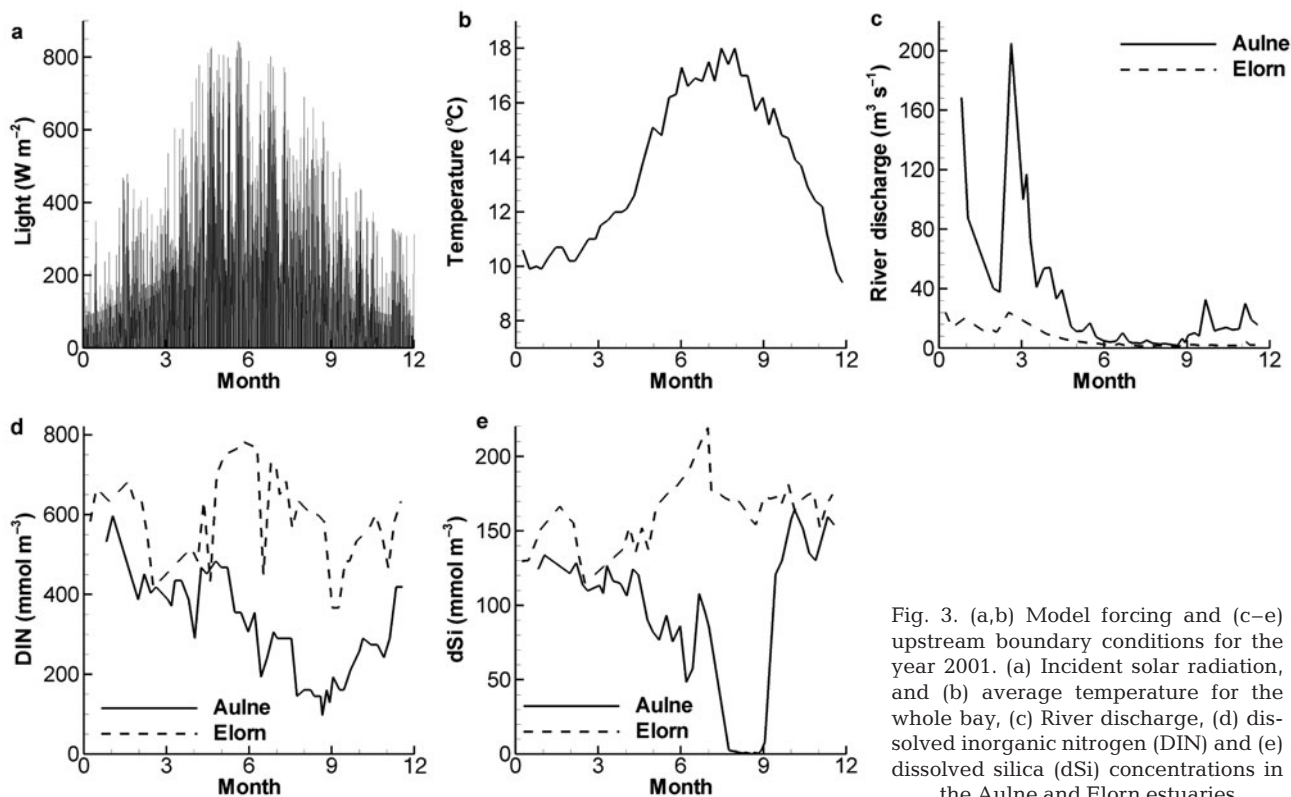 a
800
600
400
200
0
Light (W m⁻²)
0 3 6 9 12
Month
b
18
16
14
12
10
8
Temperature (°C)
0 3 6 9 12
Month
c
200
160
120
80
40
0
River discharge (m³ s⁻¹)
Aulne
Elorn
0 3 6 9 12
Month
d
800
600
400
200
0
DIN (mmol m⁻³)
Aulne
Elorn
0 3 6 9 12
Month
e
200
150
100
50
0
dSi (mmol m⁻³)
Aulne
Elorn
0 3 6 9 12
Month
Fig. 3. (a,b) Model forcing and (c–e)
upstream boundary conditions for the
year 2001. (a) Incident solar radiation,
and (b) average temperature for the
whole bay, (c) River discharge, (d) dis-
solved inorganic nitrogen (DIN) and (e)
dissolved silica (dSi) concentrations in
the Aulne and Elorn estuaries